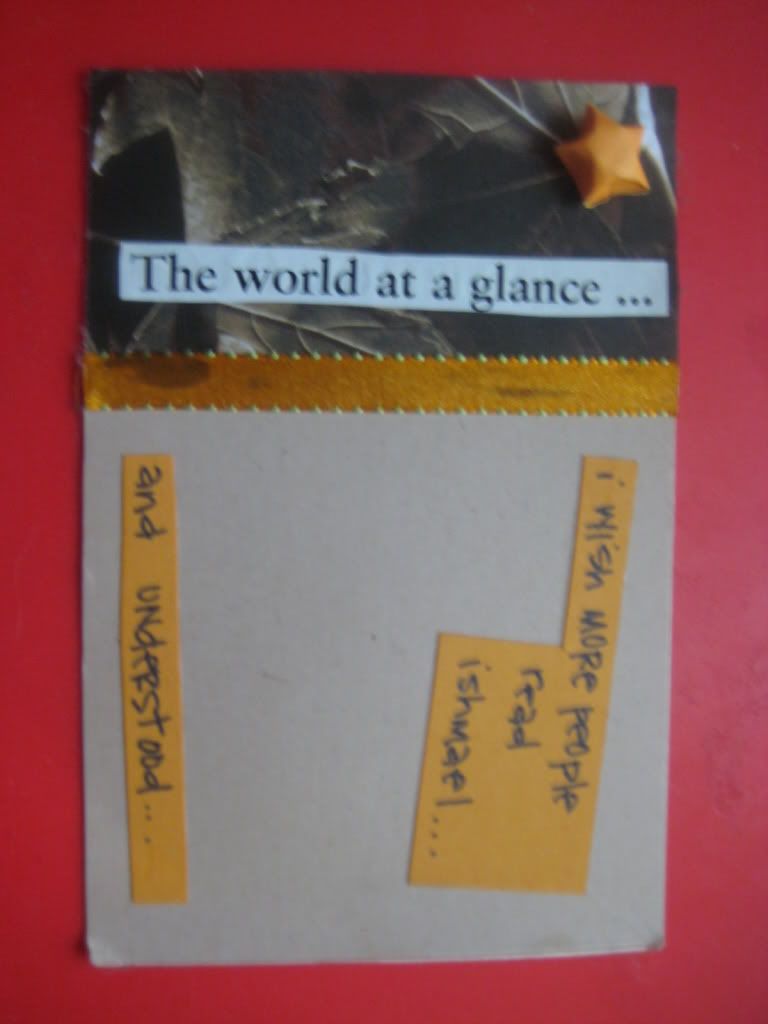 The world at a glance ...
i wish more people
read
ishmael....
and understood....